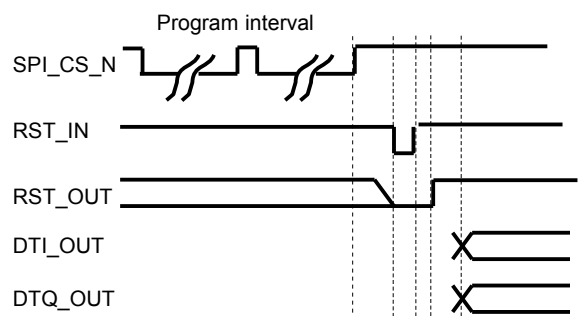 Program interval
SPI_CS_N
RST_IN
RST_OUT
DTI_OUT
DTQ_OUT